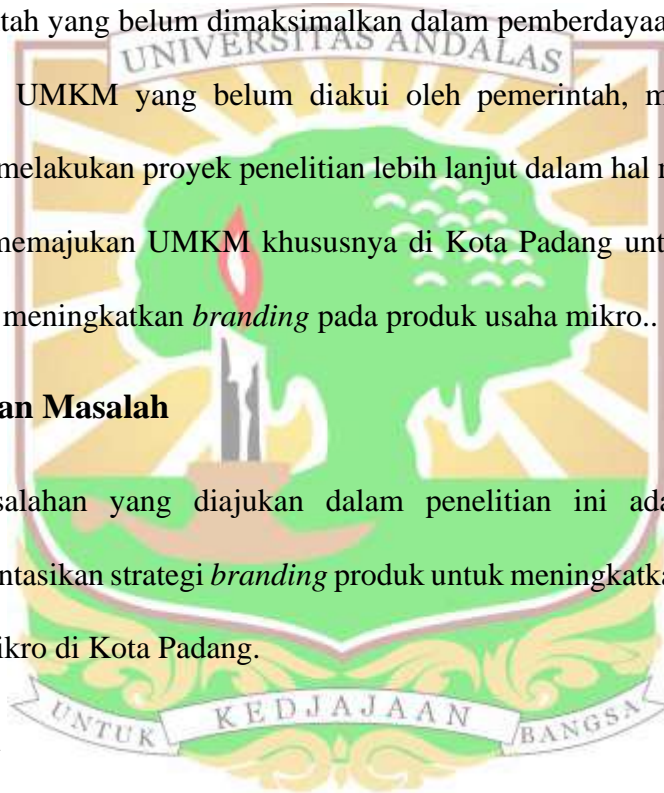 tah yang belum dimaksimalkan dalam pemberdayaa
UNIVERSITAS ANDALAS
UMKM yang belum diakui oleh pemerintah, m
melakukan proyek penelitian lebih lanjut dalam hal
memajukan UMKM khususnya di Kota Padang unt
meningkatkan branding pada produk usaha mikro..
an Masalah
salahan yang diajukan dalam penelitian ini ada
ntasikan strategi branding produk untuk meningkatka
ikro di Kota Padang.
UNTUK KEDJAJAAN BANGSA